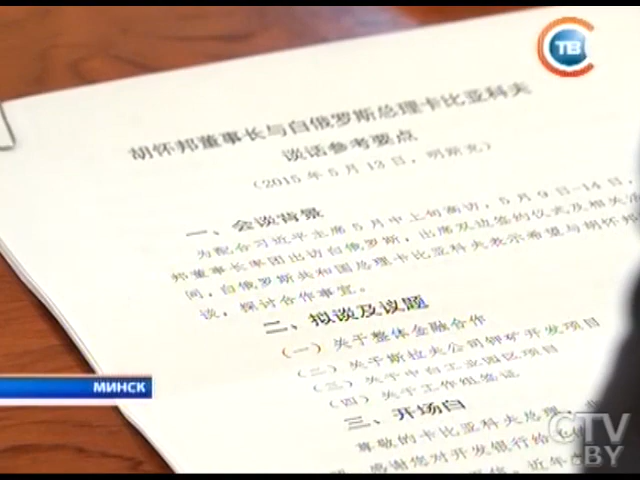 СТВ
胡怀邦董事长与白俄罗斯总理卡比亚科夫
谈话参考要点
(2015年5月13日，明斯克)
一、会谈背景
为配合习近平主席5月中上旬商访，5月9日-14日，
邦董事长率团出访白俄罗斯，出席双边签约仪式及相关
间，白俄罗斯共和国总理卡比亚科夫表示希望与胡怀邦
谈，探讨合作事宜。
二、拟谈及议题
(一) 关于整体金融合作
(二) 关于斯拉夫公司钾矿开发项目
(三) 关于中白工业园区项目
(四) 关于工作组签证
三、开场白
尊敬的卡比亚科夫总理
感谢您对开发银行给
近年
МИНСК
CTV
.BY